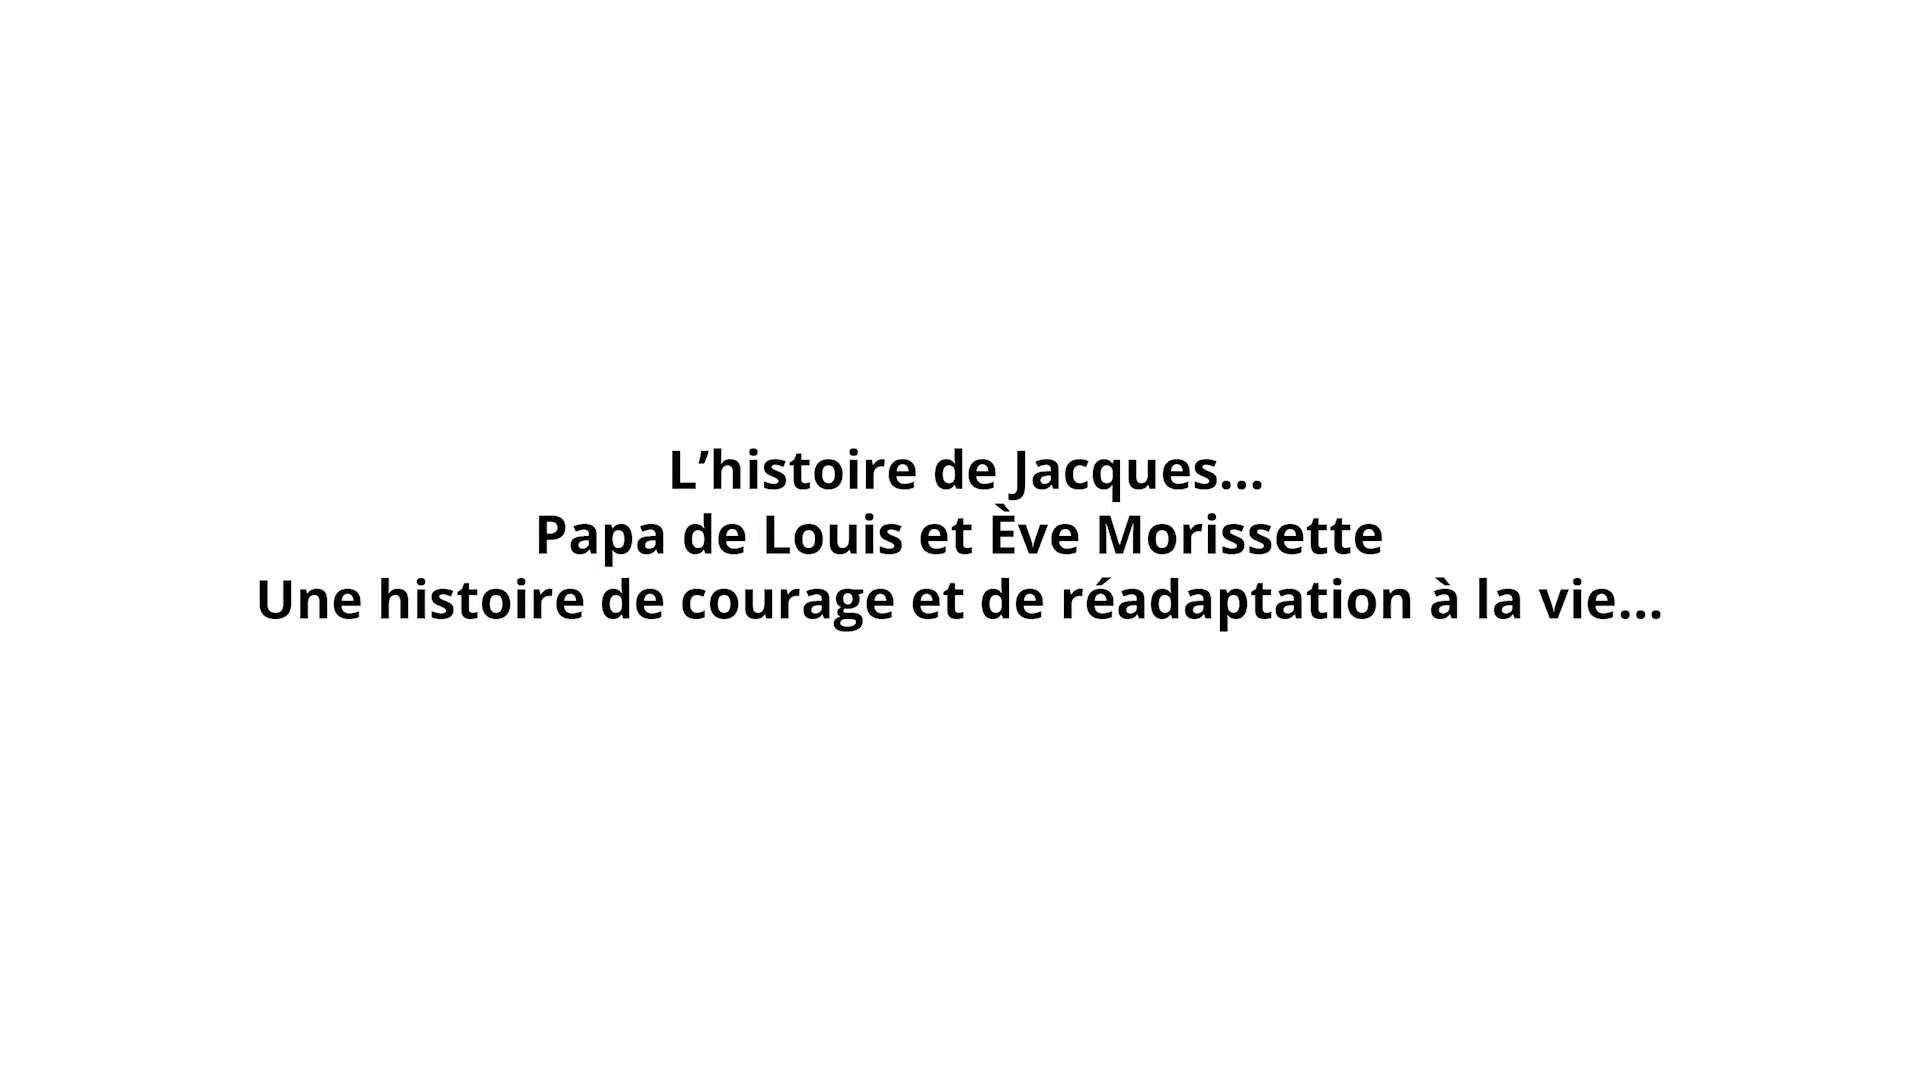 L’histoire de Jacques...
Papa de Louis et Ève Morissette
Une histoire de courage et de réadaptation à la vie...